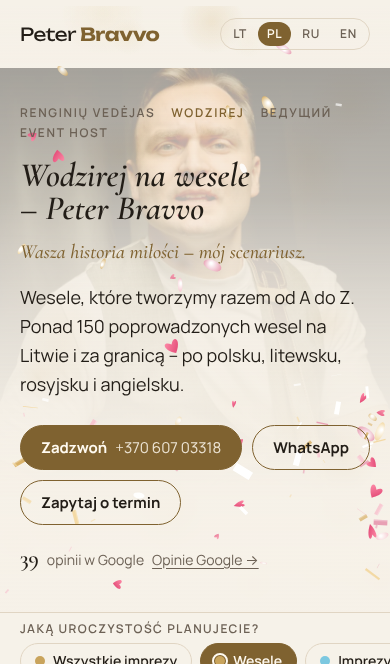 Peter Bravvo
LT PL RU EN
RENGINIŲ VEDĖJAS WODZIREJ ВЕДУЩИЙ
EVENT HOST
Wodzirej na wesele
– Peter Bravvo
Wasza historia miłości – mój scenariusz.
Wesele, które tworzymy razem od A do Z.
Ponad 150 poprowadzonych wesel na
Litwie i za granicą – po polsku, litewsku,
rosyjsku i angielsku.
Zadzwoń +370 607 03318 WhatsApp
Zapytaj o termin
39 opinii w Google Opinie Google →
JAKĄ UROCZYSTOŚĆ PLANUJECIE?
Wszystkie imprezy Wesele Imprezy